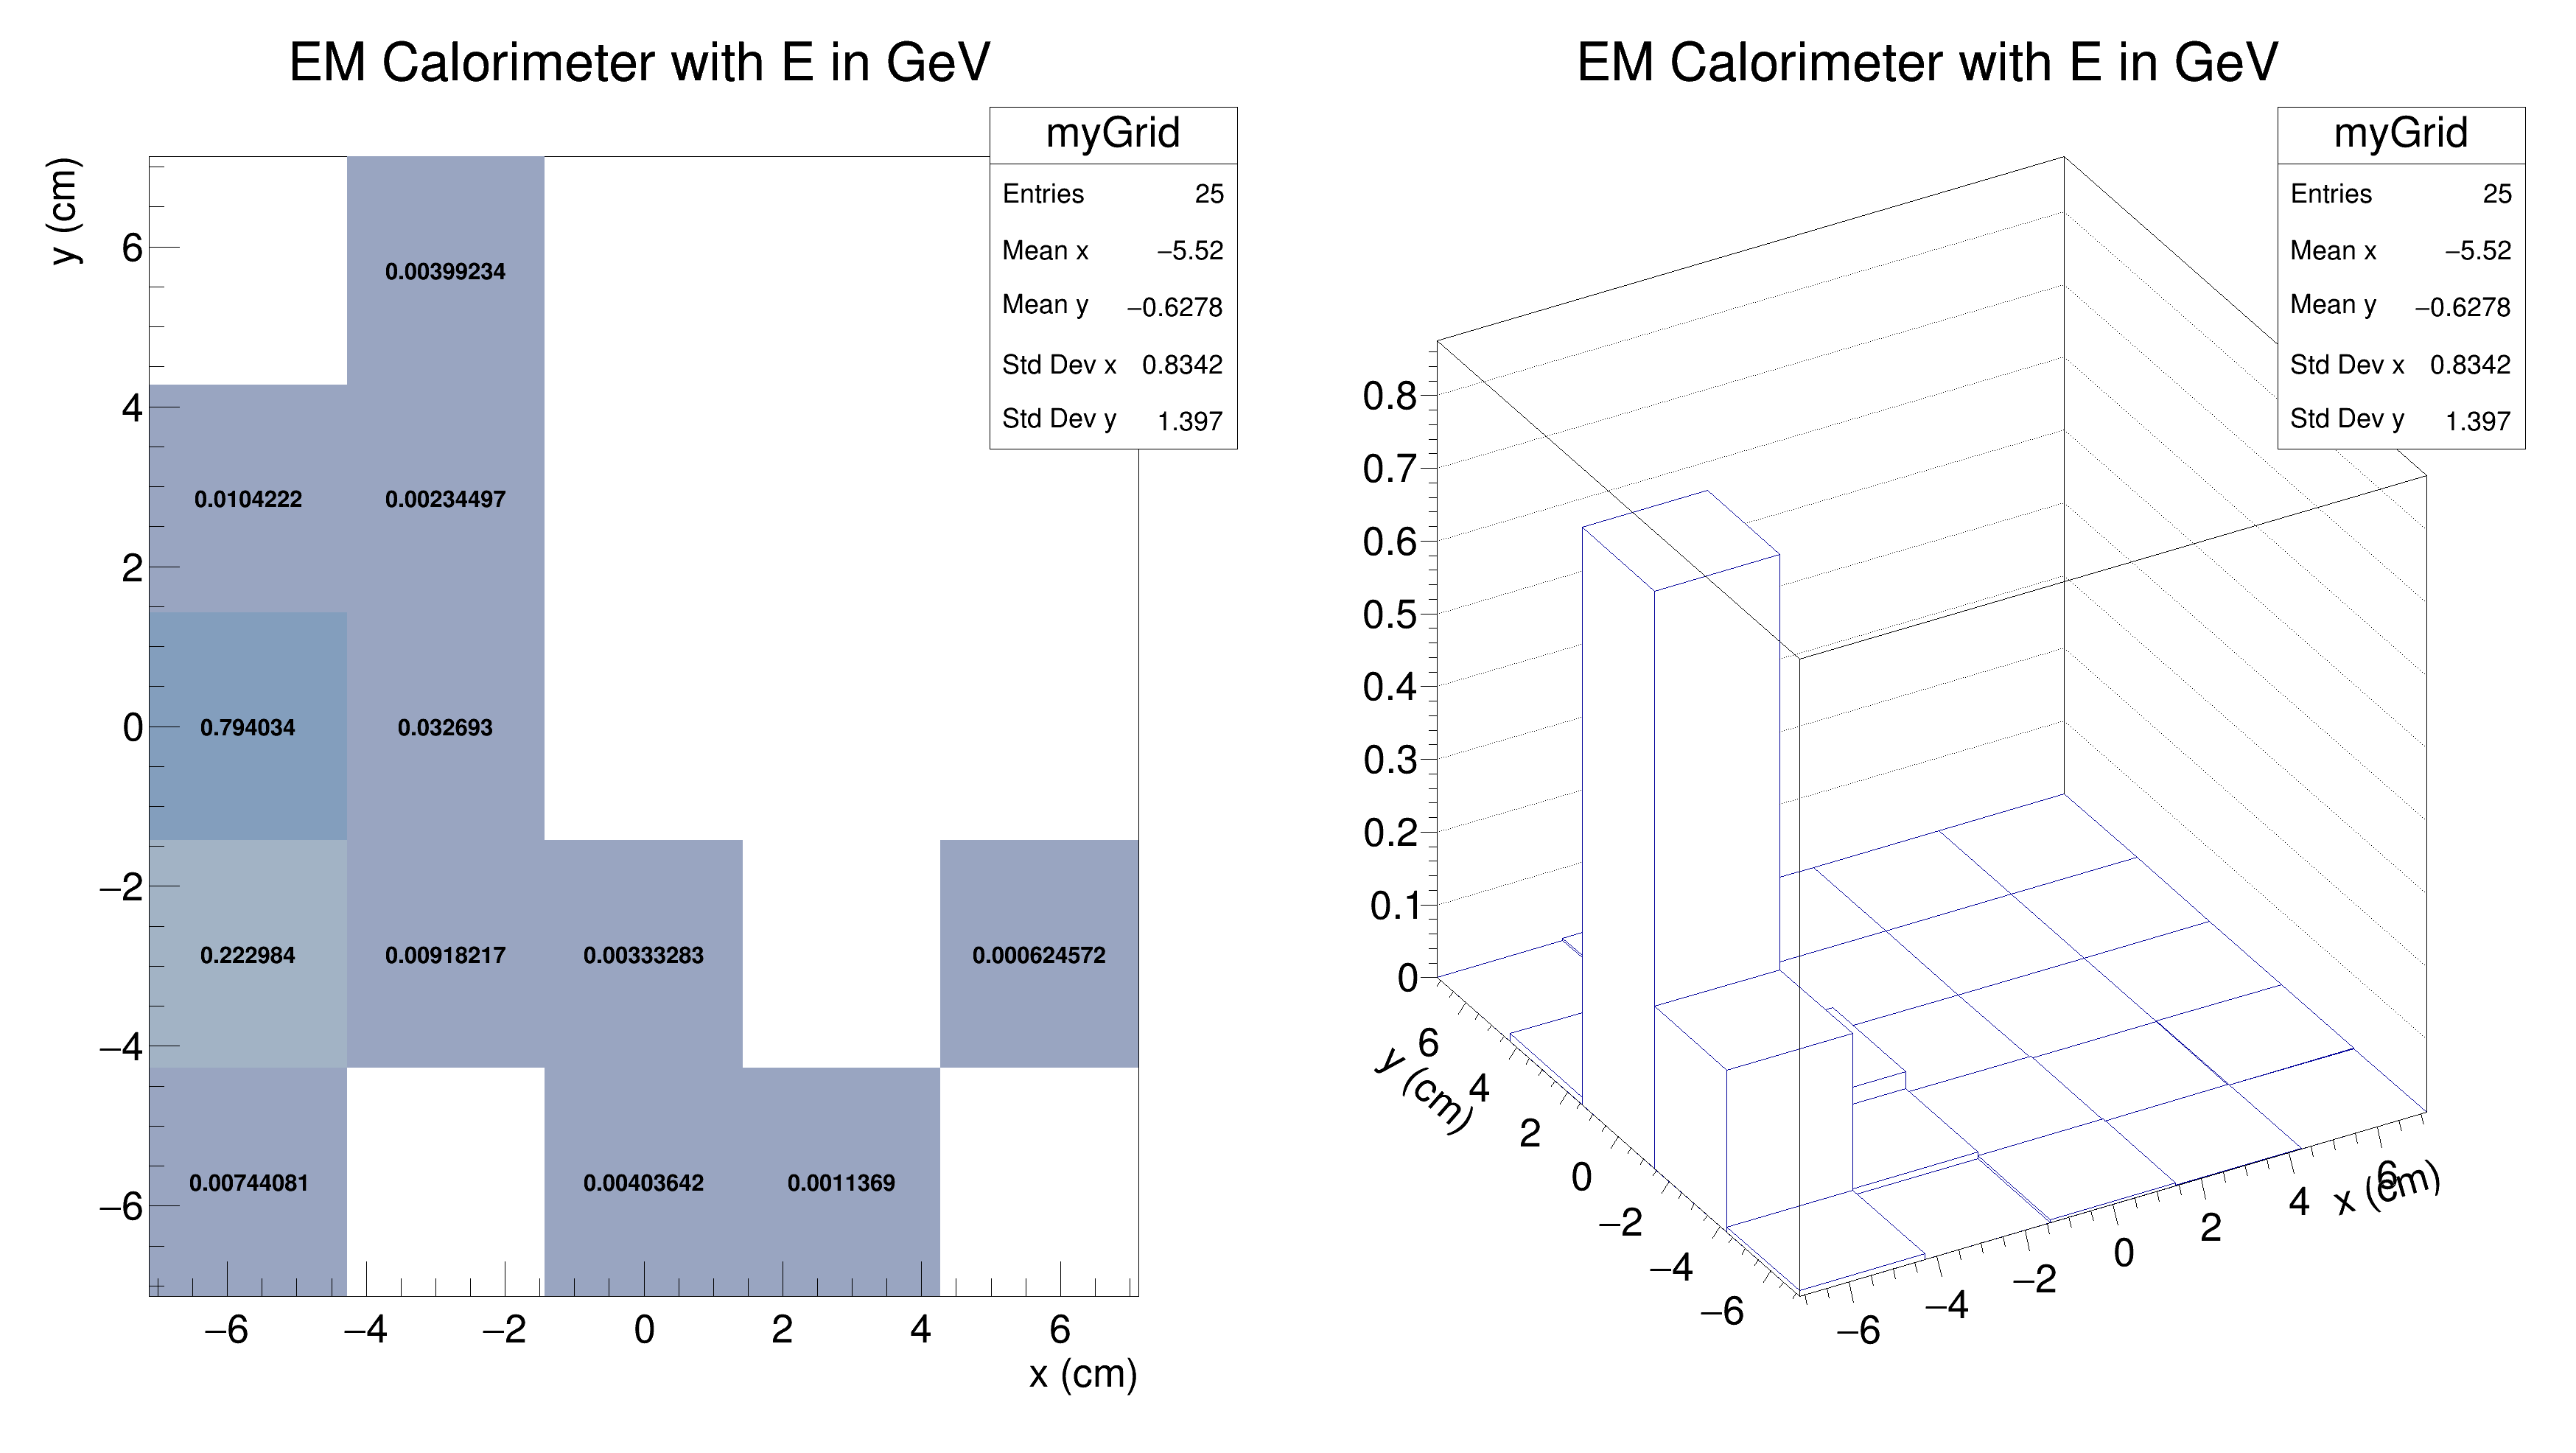 EM Calorimeter with E in GeV
myGrid
Entries 25
Mean x −5.52
Mean y −0.6278
Std Dev x 0.8342
Std Dev y 1.397
y (cm)
6
4
2
0
−2
−4
−6
0.00399234
0.0104222 0.00234497
0.794034 0.032693
0.222984 0.00918217 0.00333283 0.000624572
0.00744081 0.00403642 0.0011369
−6 −4 −2 0 2 4 6
x (cm)
EM Calorimeter with E in GeV
myGrid
Entries 25
Mean x −5.52
Mean y −0.6278
Std Dev x 0.8342
Std Dev y 1.397
0.8
0.7
0.6
0.5
0.4
0.3
0.2
0.1
0
y (cm)
6
4
2
0
−2
−4
−6
−6 −4 −2 0 2 4 6
x (cm)